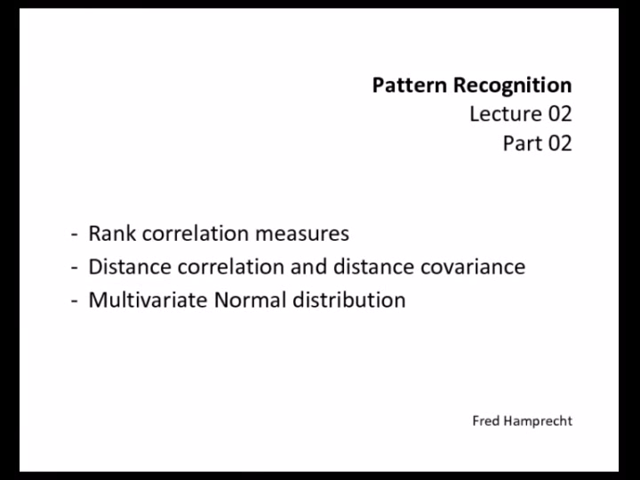 Pattern Recognition
Lecture 02
Part 02
- Rank correlation measures
- Distance correlation and distance covariance
- Multivariate Normal distribution
Fred Hamprecht